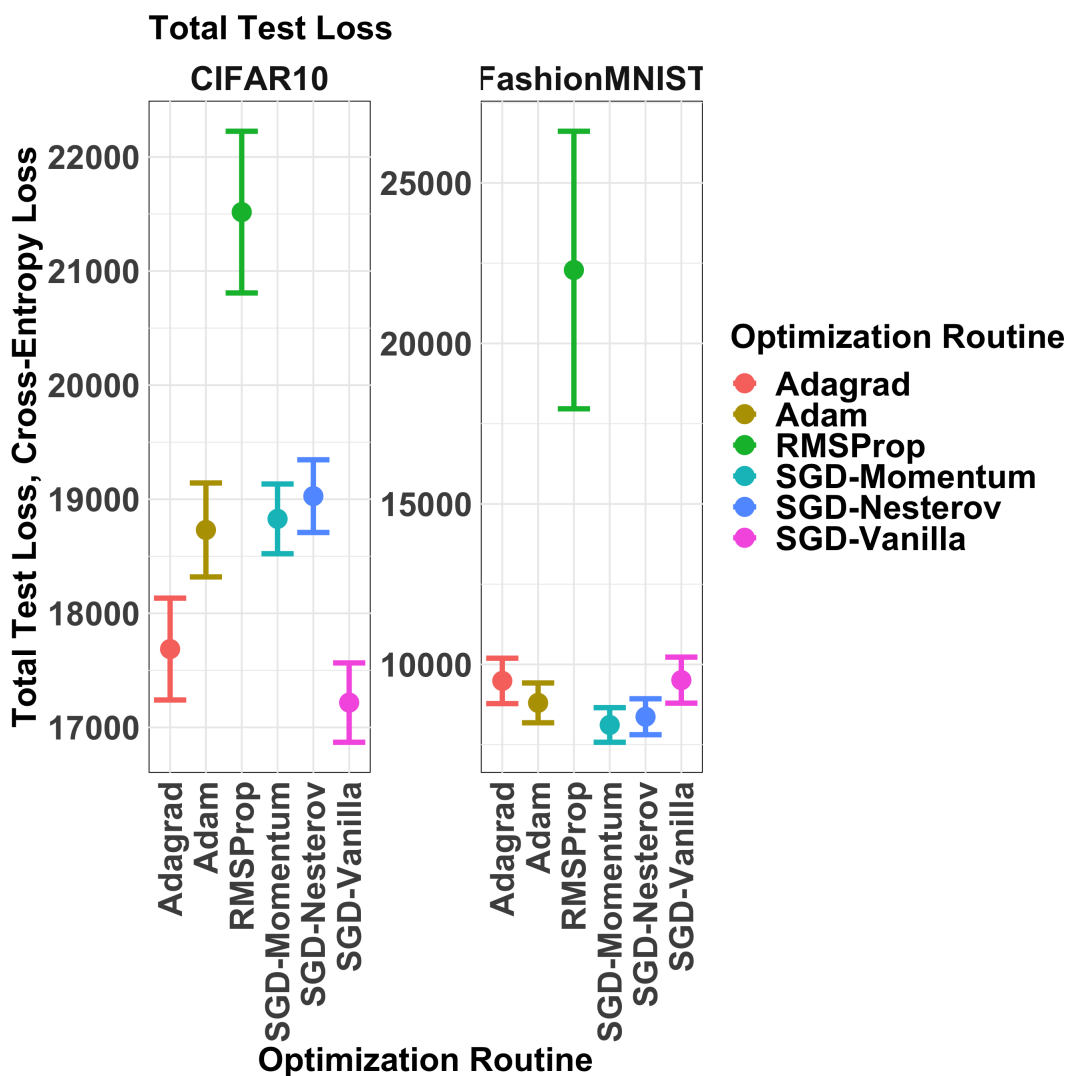 Total Test Loss
CIFAR10
FashionMNIST
Total Test Loss, Cross-Entropy Loss
22000
21000
20000
19000
18000
17000
25000
20000
15000
10000
Adagrad
Adam
RMSProp
SGD-Momentum
SGD-Nesterov
SGD-Vanilla
Adagrad
Adam
RMSProp
SGD-Momentum
SGD-Nesterov
SGD-Vanilla
Optimization Routine
Optimization Routine
Adagrad
Adam
RMSProp
SGD-Momentum
SGD-Nesterov
SGD-Vanilla